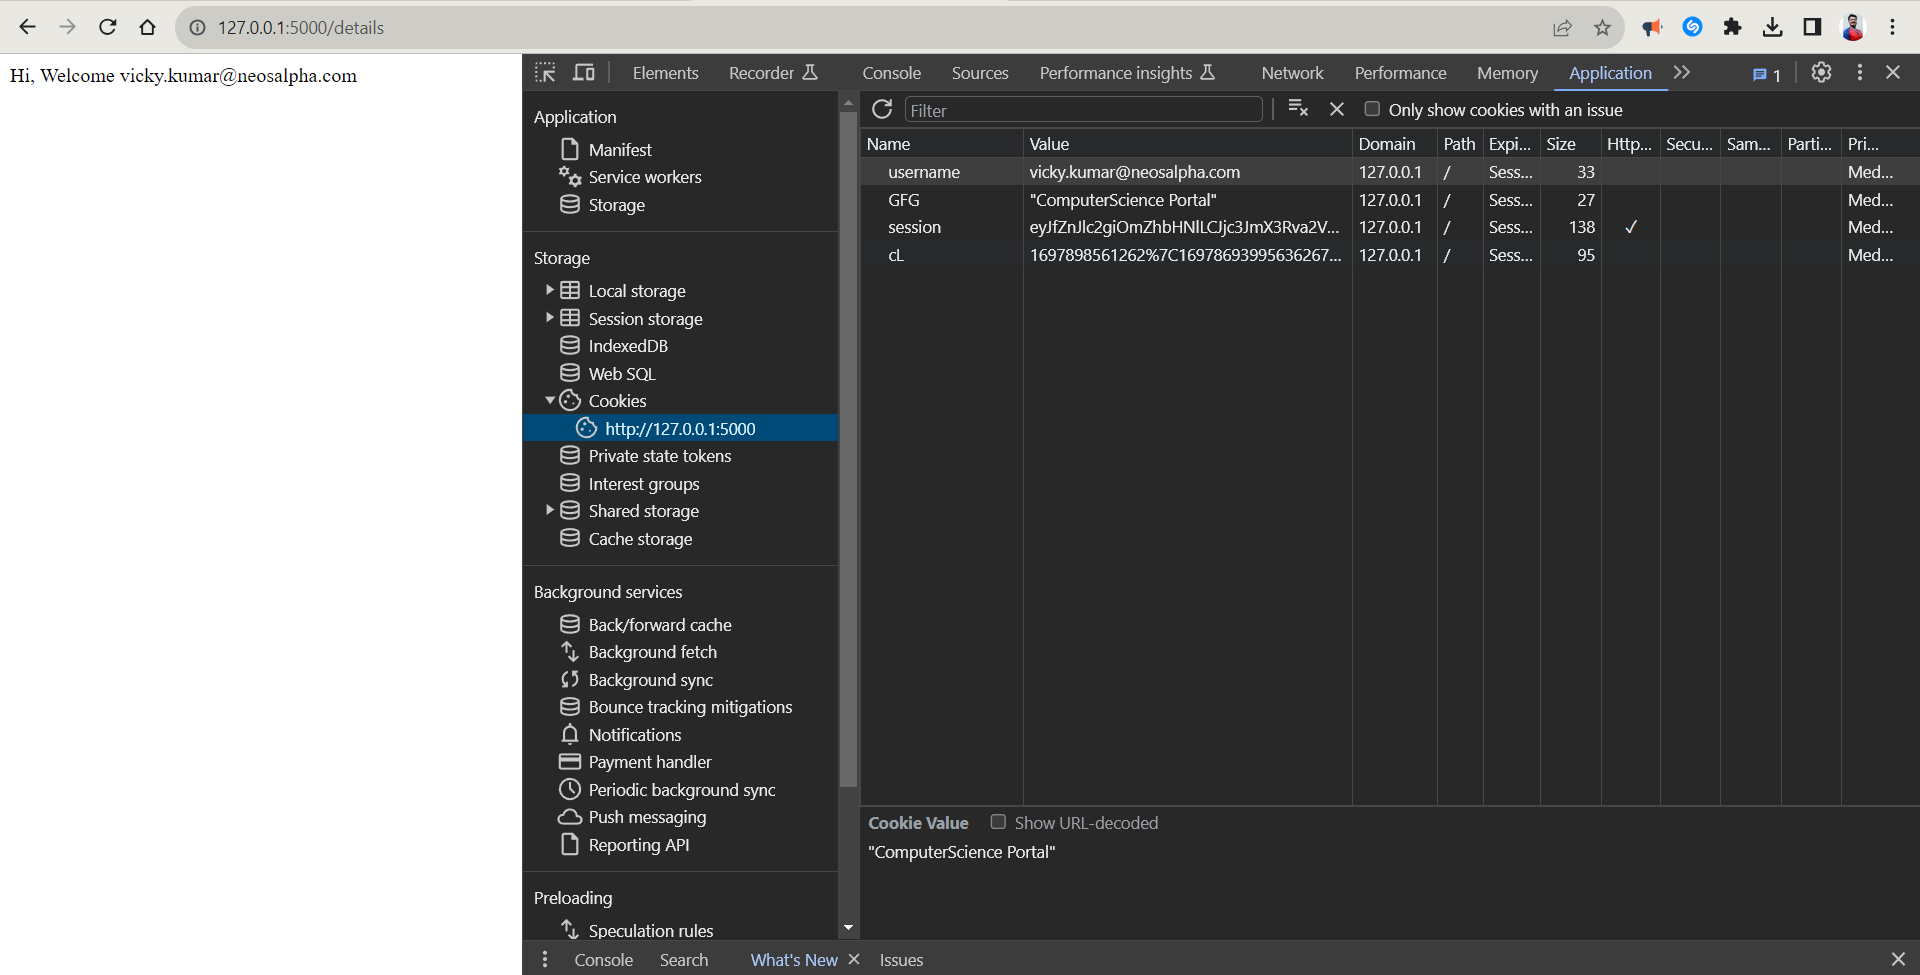 127.0.0.1:5000/details
Hi, Welcome vicky.kumar@neosalpha.com
Elements Recorder Console Sources Performance insights Network Performance Memory Application 1
Application
Manifest
Service workers
Storage
Storage
Local storage
Session storage
IndexedDB
Web SQL
Cookies
http://127.0.0.1:5000
Private state tokens
Interest groups
Shared storage
Cache storage
Background services
Back/forward cache
Background fetch
Background sync
Bounce tracking mitigations
Notifications
Payment handler
Periodic background sync
Push messaging
Reporting API
Preloading
Speculation rules
Filter Only show cookies with an issue
Name Value Domain Path Expi... Size Http... Secu... Sam... Parti... Pri...
username vicky.kumar@neosalpha.com 127.0.0.1 / Sess... 33 Med...
GFG "ComputerScience Portal" 127.0.0.1 / Sess... 27 Med...
session eyJfZnJlc2giOmZhbHNlLCJjc3JmX3Rva2V... 127.0.0.1 / Sess... 138 ✓ Med...
cL 1697898561262%7C16978693995636267... 127.0.0.1 / Sess... 95 Med...
Cookie Value Show URL-decoded
"ComputerScience Portal"
Console Search What's New Issues